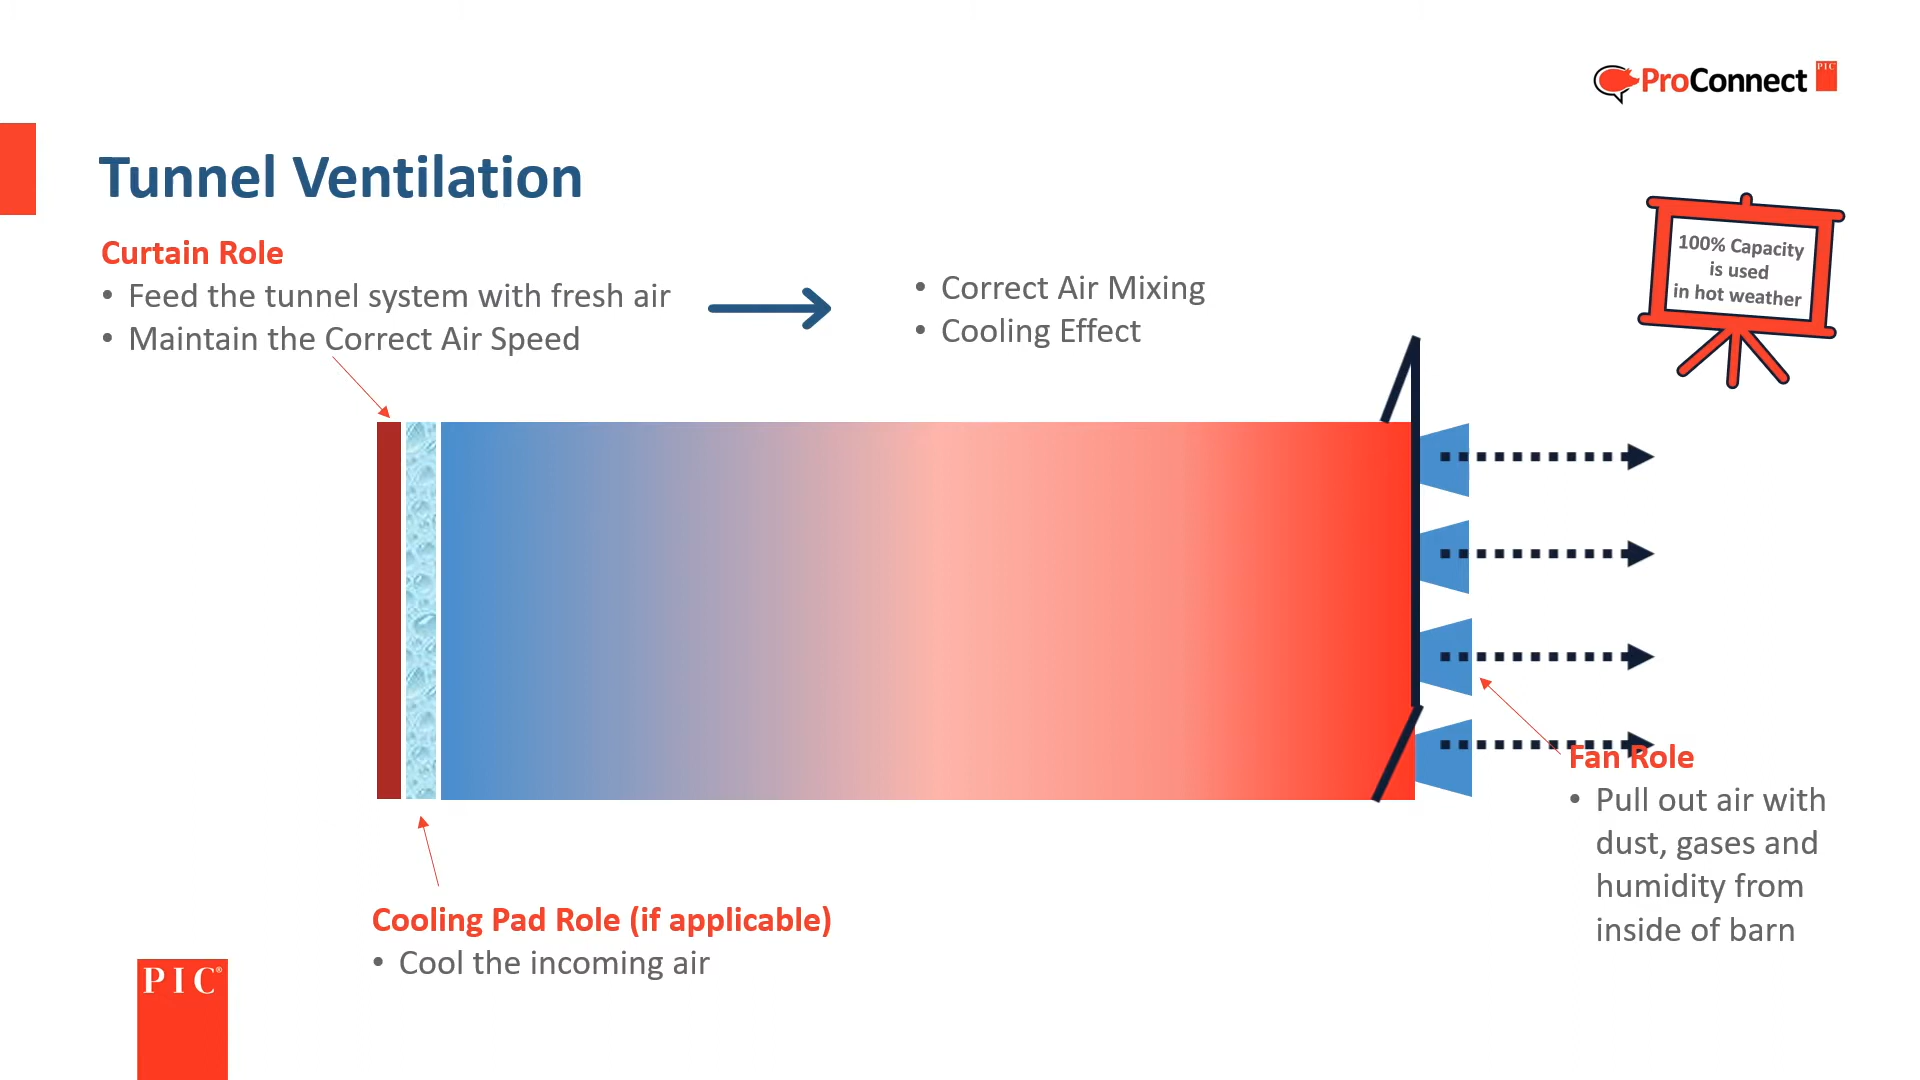 ProConnect PIC
Tunnel Ventilation
Curtain Role
• Feed the tunnel system with fresh air
• Maintain the Correct Air Speed
• Correct Air Mixing
• Cooling Effect
100% Capacity
is used
in hot weather
Fan Role
• Pull out air with
dust, gases and
humidity from
inside of barn
Cooling Pad Role (if applicable)
• Cool the incoming air
PIC®